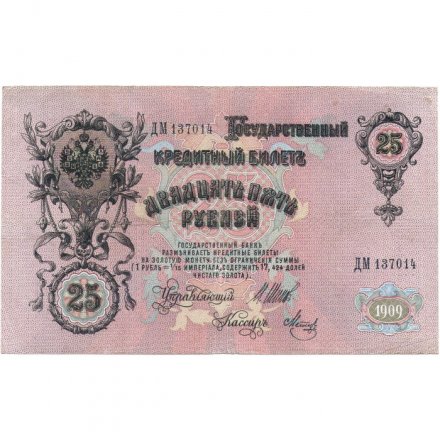 ДМ 137014
Государственный
25
Кредитный Билетъ
Двадцать пять
рублей
Государственный банкъ
размѣниваетъ кредитные билеты
на золотую монету безъ ограниченія суммы
(1 рубль = 1/15 имперіала, содержитъ 17,424 долей
чистаго золота).
ДМ 137014
25
Управляющій
Кассиръ
1909